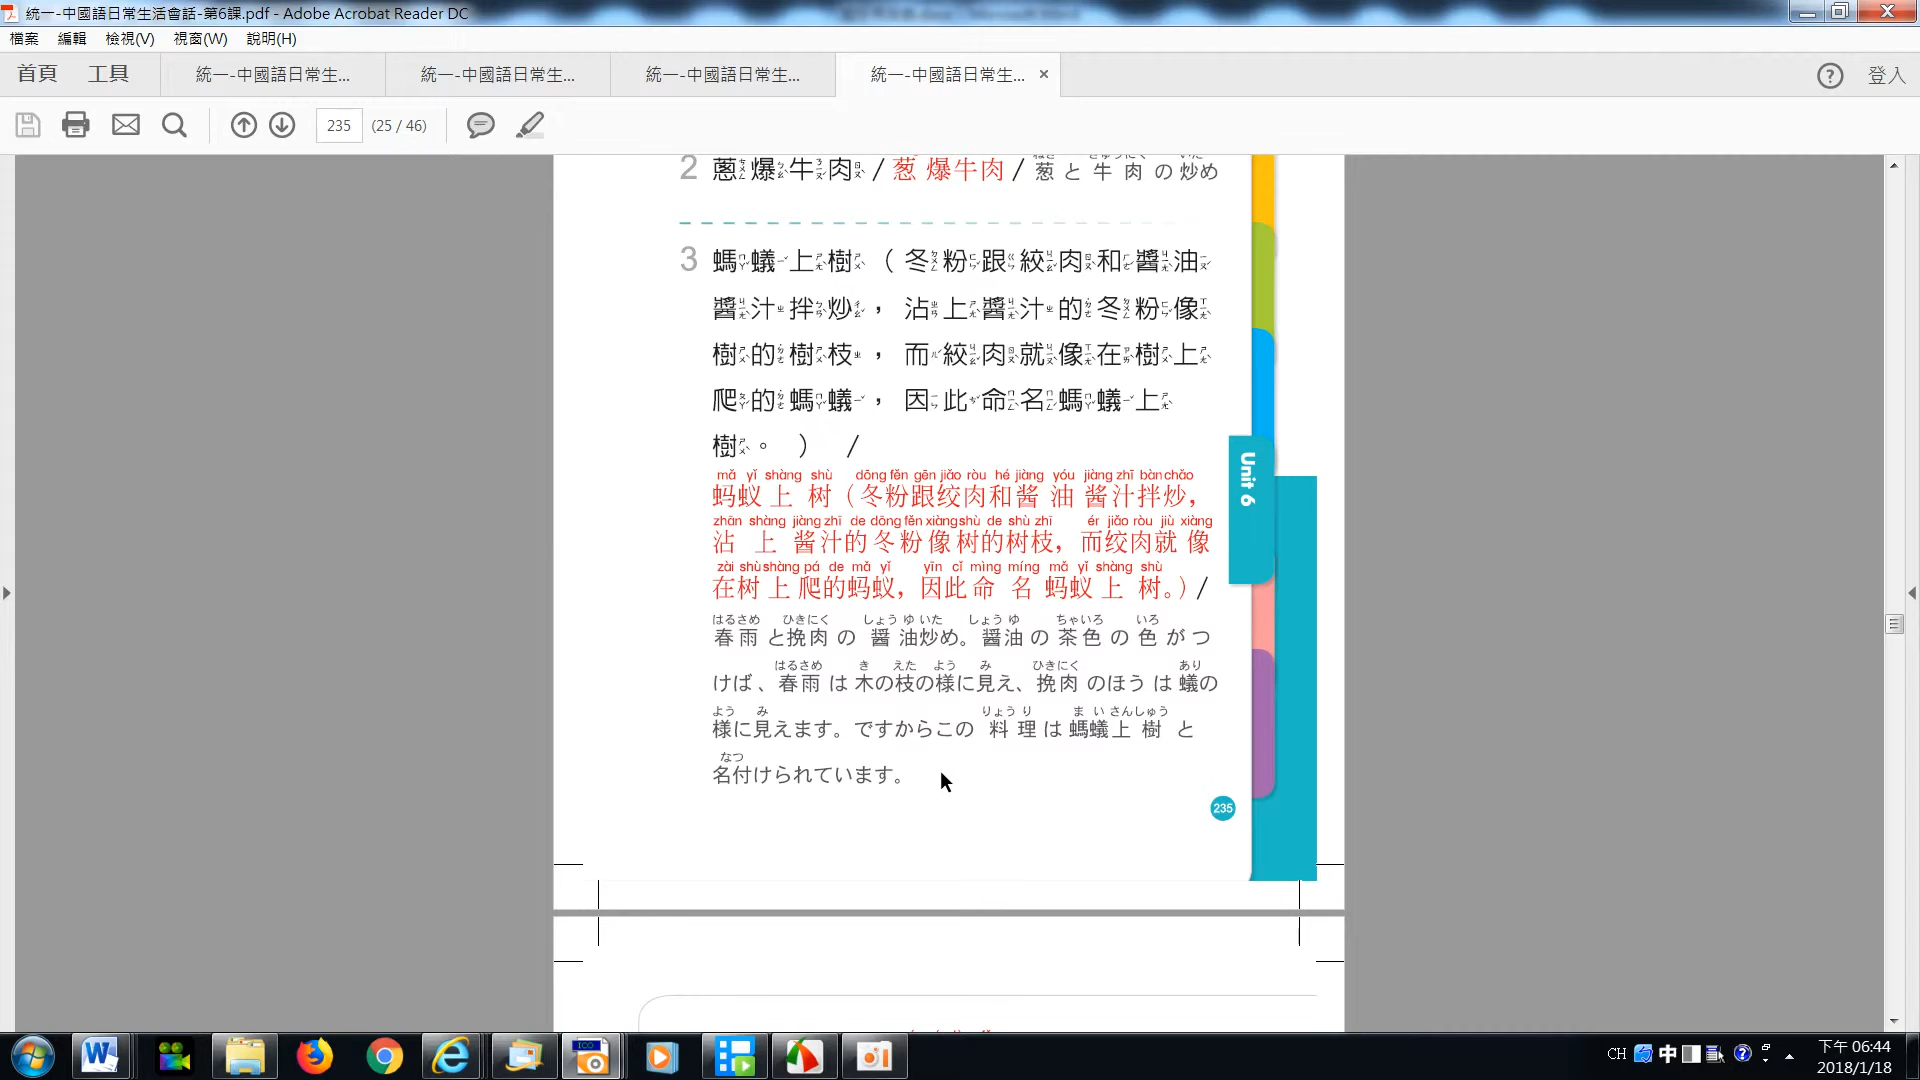 統一-中國語日常生活會話-第6課.pdf - Adobe Acrobat Reader DC
檔案 編輯 檢視(V) 視窗(W) 說明(H)
首頁 工具 統一-中國語日常生... 統一-中國語日常生... 統一-中國語日常生... 統一-中國語日常生... × ? 登入
235 (25 / 46)
2 蔥爆牛肉 / 葱爆牛肉 / 葱と牛肉の炒め
3 螞蟻上樹（冬粉跟絞肉和醬油
醬汁拌炒，沾上醬汁的冬粉像
樹的樹枝，而絞肉就像在樹上
爬的螞蟻，因此命名螞蟻上
樹。） /
mǎ yǐ shàng shù dōng fěn gēn jiǎo ròu hé jiàng yóu jiàng zhī bàn chǎo
蚂蚁上树（冬粉跟绞肉和酱油酱汁拌炒，
zhān shàng jiàng zhī de dōng fěn xiàng shù de shù zhī ér jiǎo ròu jiù xiàng
沾上酱汁的冬粉像树的树枝，而绞肉就像
zài shù shàng pá de mǎ yǐ yīn cǐ mìng míng mǎ yǐ shàng shù
在树上爬的蚂蚁，因此命名蚂蚁上树。）/
はるさめ ひきにく しょう ゆ いた しょう ゆ ちゃいろ いろ
春雨と挽肉の醤油炒め。醤油の茶色の色がつ
はるさめ き えた よう み ひきにく あり
けば、春雨は木の枝の様に見え、挽肉のほうは蟻の
よう み りょう り ま い さんしゅう
様に見えます。ですからこの料理は螞蟻上樹と
なつ
名付けられています。
Unit 6
235
CH 中 下午 06:44
2018/1/18